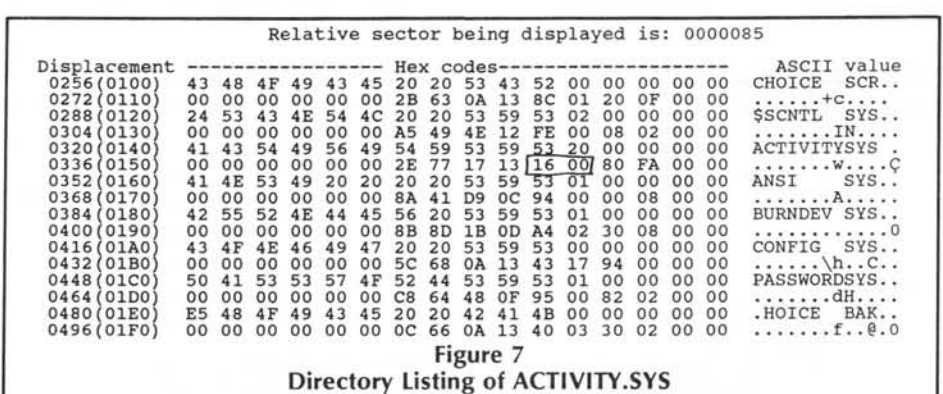 Relative sector being displayed is: 0000085
Displacement ----------------- Hex codes--------------------- ASCII value
0256(0100) 43 48 4F 49 43 45 20 20 53 43 52 00 00 00 00 00 CHOICE SCR..
0272(0110) 00 00 00 00 00 00 2B 63 0A 13 8C 01 20 0F 00 00 ......+c....
0288(0120) 24 53 43 4E 54 4C 20 20 53 59 53 02 00 00 00 00 $SCNTL SYS..
0304(0130) 00 00 00 00 00 00 A5 49 4E 12 FE 00 08 02 00 00 .......IN....
0320(0140) 41 43 54 49 56 49 54 59 53 59 53 20 00 00 00 00 ACTIVITYSYS .
0336(0150) 00 00 00 00 00 00 2E 77 17 13 16 00 80 FA 00 00 .......w....Ç
0352(0160) 41 4E 53 49 20 20 20 20 53 59 53 01 00 00 00 00 ANSI SYS..
0368(0170) 00 00 00 00 00 00 8A 41 D9 0C 94 00 00 08 00 00 .......A.....
0384(0180) 42 55 52 4E 44 45 56 20 53 59 53 01 00 00 00 00 BURNDEV SYS..
0400(0190) 00 00 00 00 00 00 8B 8D 1B 0D A4 02 30 08 00 00 ............0
0416(01A0) 43 4F 4E 46 49 47 20 20 53 59 53 00 00 00 00 00 CONFIG SYS..
0432(01B0) 00 00 00 00 00 00 5C 68 0A 13 43 17 94 00 00 00 ......\h..C..
0448(01C0) 50 41 53 53 57 4F 52 44 53 59 53 01 00 00 00 00 PASSWORDSYS..
0464(01D0) 00 00 00 00 00 00 C8 64 48 0F 95 00 82 02 00 00 .......dH....
0480(01E0) E5 48 4F 49 43 45 20 20 42 41 4B 00 00 00 00 00 .HOICE BAK..
0496(01F0) 00 00 00 00 00 00 0C 66 0A 13 40 03 30 02 00 00 .......f..@.0
Figure 7
Directory Listing of ACTIVITY.SYS